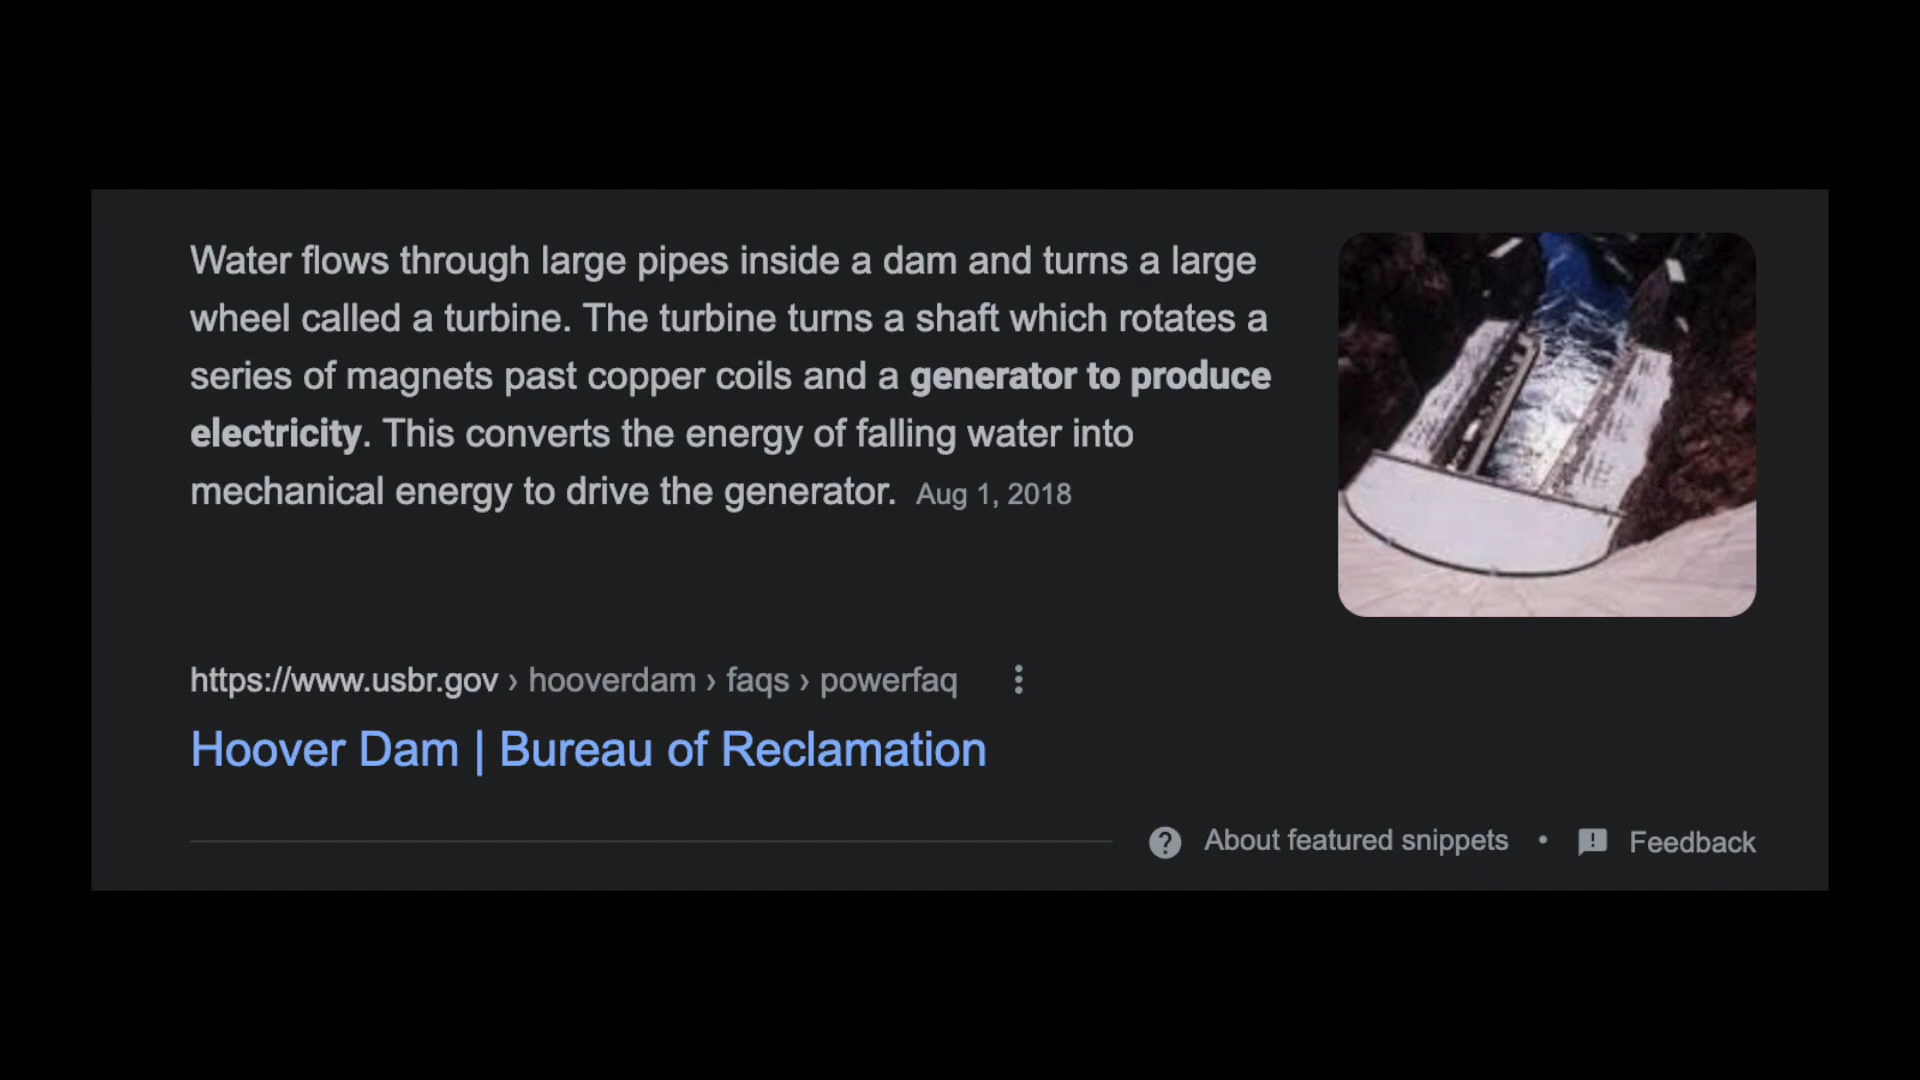 Water flows through large pipes inside a dam and turns a large
wheel called a turbine. The turbine turns a shaft which rotates a
series of magnets past copper coils and a generator to produce
electricity. This converts the energy of falling water into
mechanical energy to drive the generator. Aug 1, 2018
https://www.usbr.gov › hooverdam › faqs › powerfaq
Hoover Dam | Bureau of Reclamation
About featured snippets • Feedback